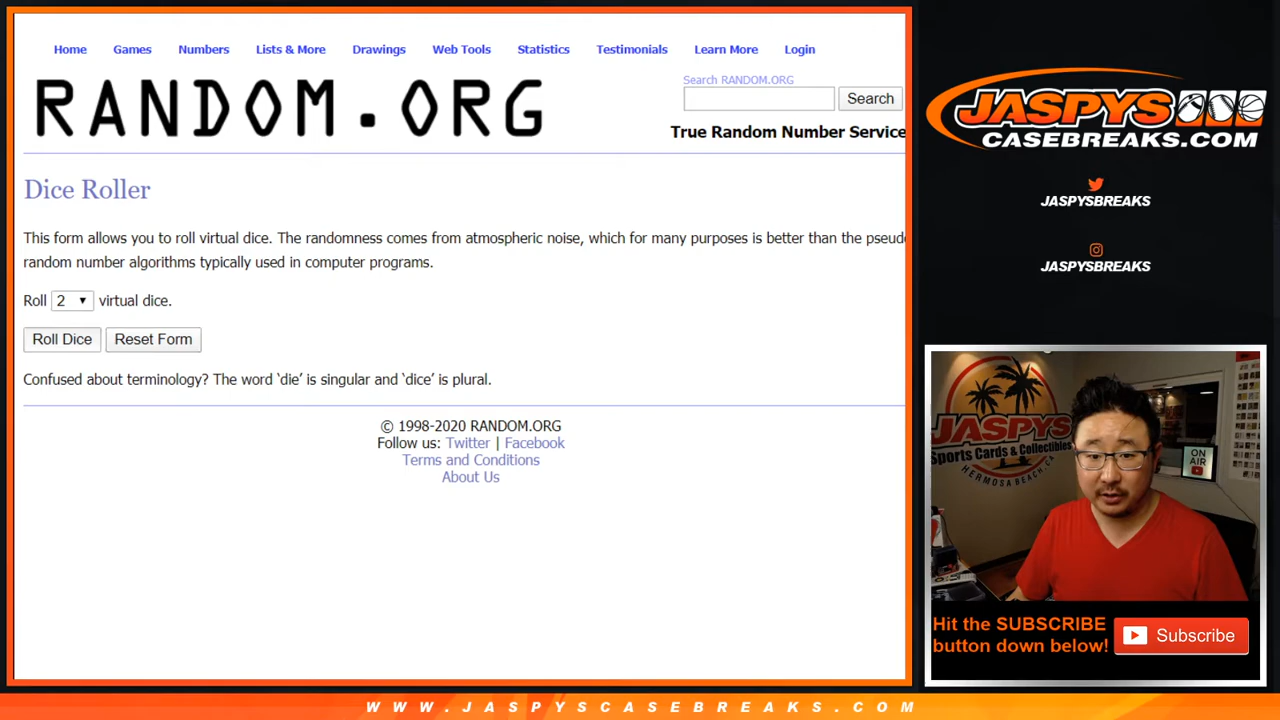 Home Games Numbers Lists & More Drawings Web Tools Statistics Testimonials Learn More Login
RANDOM.ORG
Search RANDOM.ORG
Search
True Random Number Service
Dice Roller
This form allows you to roll virtual dice. The randomness comes from atmospheric noise, which for many purposes is better than the pseudo
random number algorithms typically used in computer programs.
Roll 2 virtual dice.
Roll Dice Reset Form
Confused about terminology? The word ‘die’ is singular and ‘dice’ is plural.
© 1998-2020 RANDOM.ORG
Follow us: Twitter | Facebook
Terms and Conditions
About Us
JASPYS
CASEBREAKS.COM
JASPYSBREAKS
JASPYSBREAKS
JASPYS
Sports Cards & Collectibles
HERMOSA BEACH, CA
ON
AIR
Hit the SUBSCRIBE
button down below!
Subscribe
WWW.JASPYSCASEBREAKS.COM